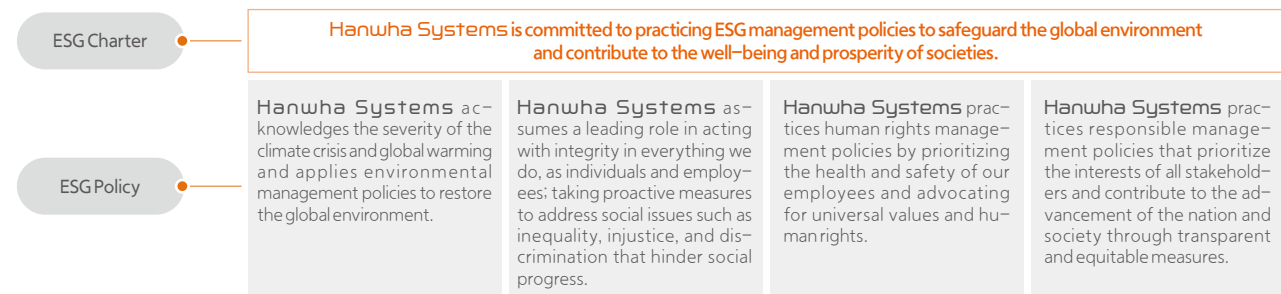 ESG Charter
Hanwha Systems is committed to practicing ESG management policies to safeguard the global environment
and contribute to the well-being and prosperity of societies.
ESG Policy
Hanwha Systems ac-
knowledges the severity of the
climate crisis and global warming
and applies environmental
management policies to restore
the global environment.
Hanwha Systems as-
sumes a leading role in acting
with integrity in everything we
do, as individuals and employ-
ees; taking proactive measures
to address social issues such as
inequality, injustice, and dis-
crimination that hinder social
progress.
Hanwha Systems prac-
tices human rights manage-
ment policies by prioritizing
the health and safety of our
employees and advocating
for universal values and hu-
man rights.
Hanwha Systems prac-
tices responsible manage-
ment policies that prioritize
the interests of all stakehold-
ers and contribute to the ad-
vancement of the nation and
society through transparent
and equitable measures.